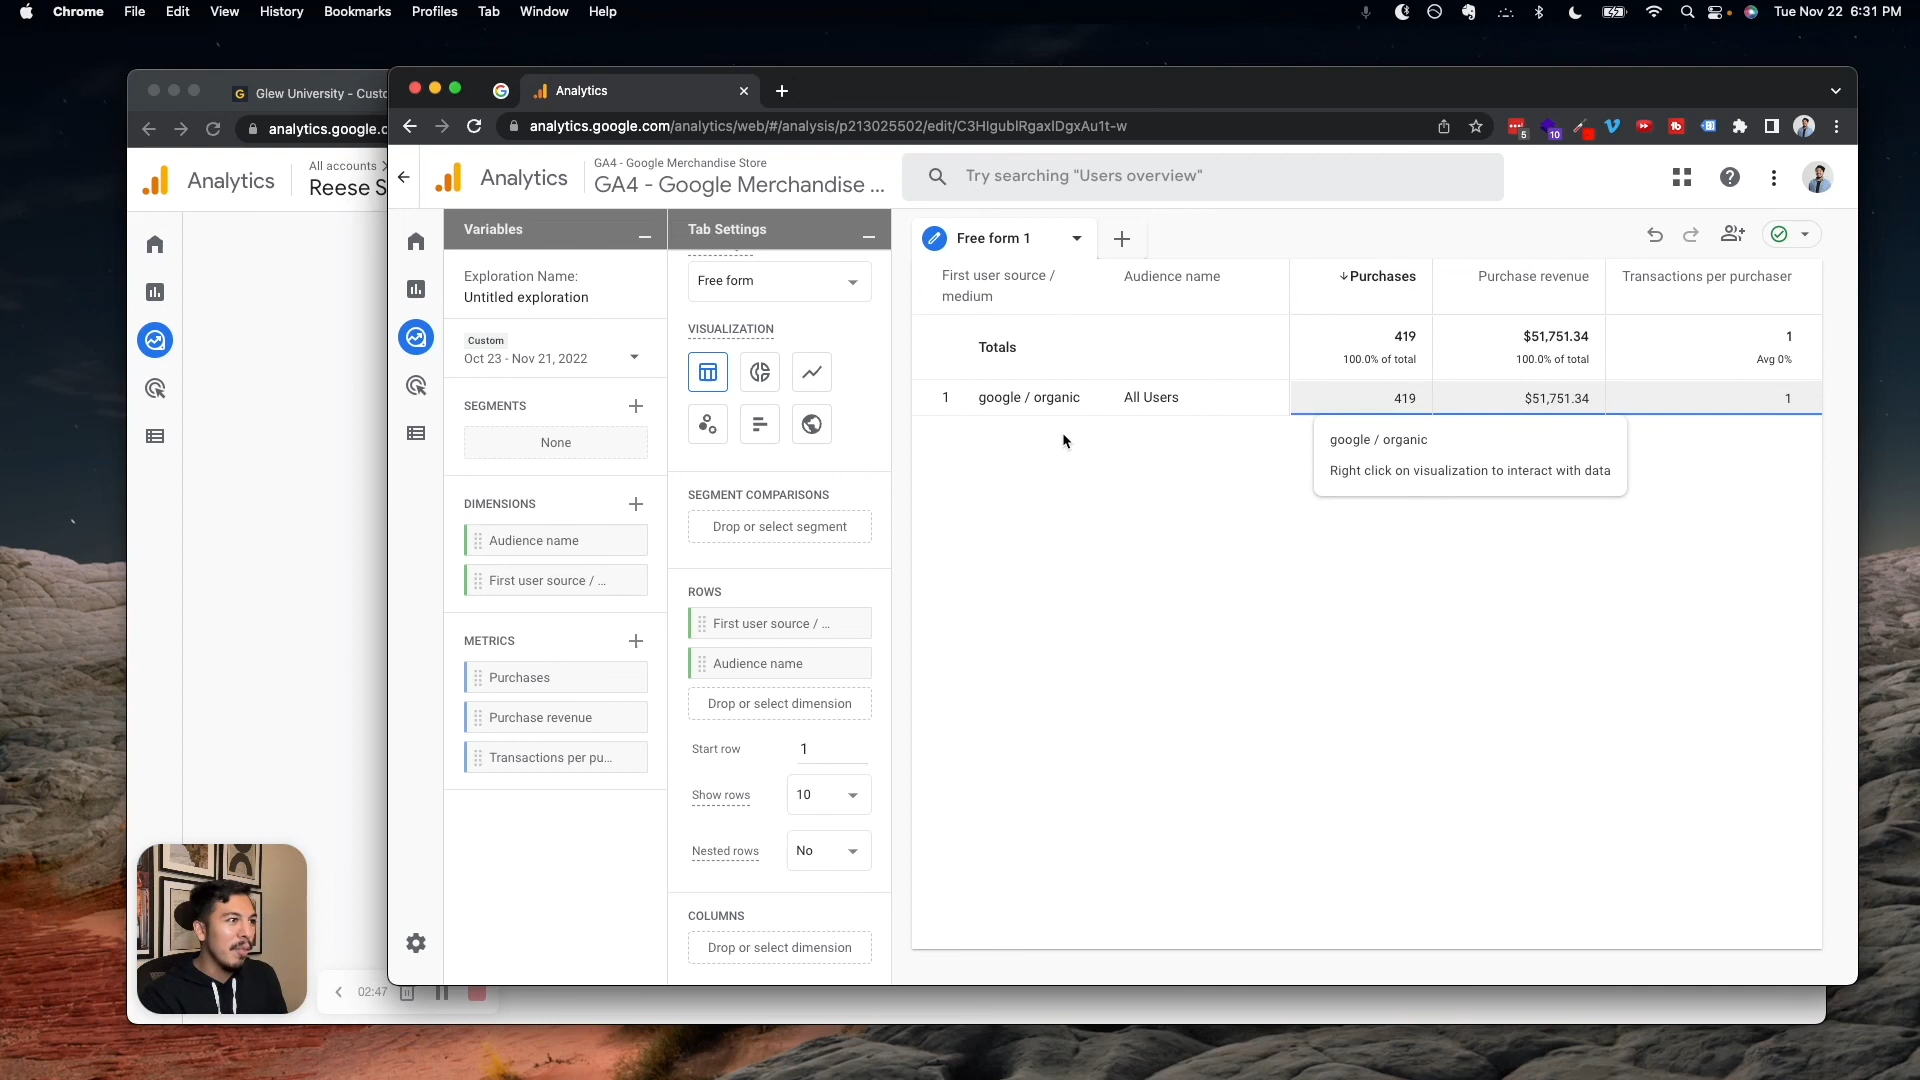 Chrome File Edit View History Bookmarks Profiles Tab Window Help
Tue Nov 22 6:31 PM
G Glew University - Custo
analytics.google.c
Analytics
All accounts
Reese S
Analytics
analytics.google.com/analytics/web/#/analysis/p213025502/edit/C3HIgublRgaxlDgxAu1t-w
5
10
Analytics
GA4 - Google Merchandise Store
GA4 - Google Merchandise ...
Try searching "Users overview"
Variables
Exploration Name:
Untitled exploration
Custom
Oct 23 - Nov 21, 2022
SEGMENTS
None
DIMENSIONS
Audience name
First user source / ...
METRICS
Purchases
Purchase revenue
Transactions per pu...
Tab Settings
Free form
VISUALIZATION
SEGMENT COMPARISONS
Drop or select segment
ROWS
First user source / ...
Audience name
Drop or select dimension
Start row 1
Show rows 10
Nested rows No
COLUMNS
Drop or select dimension
Free form 1
First user source / medium Audience name ↓Purchases Purchase revenue Transactions per purchaser
Totals 419 $51,751.34 1
100.0% of total 100.0% of total Avg 0%
1 google / organic All Users 419 $51,751.34 1
google / organic
Right click on visualization to interact with data
02:47